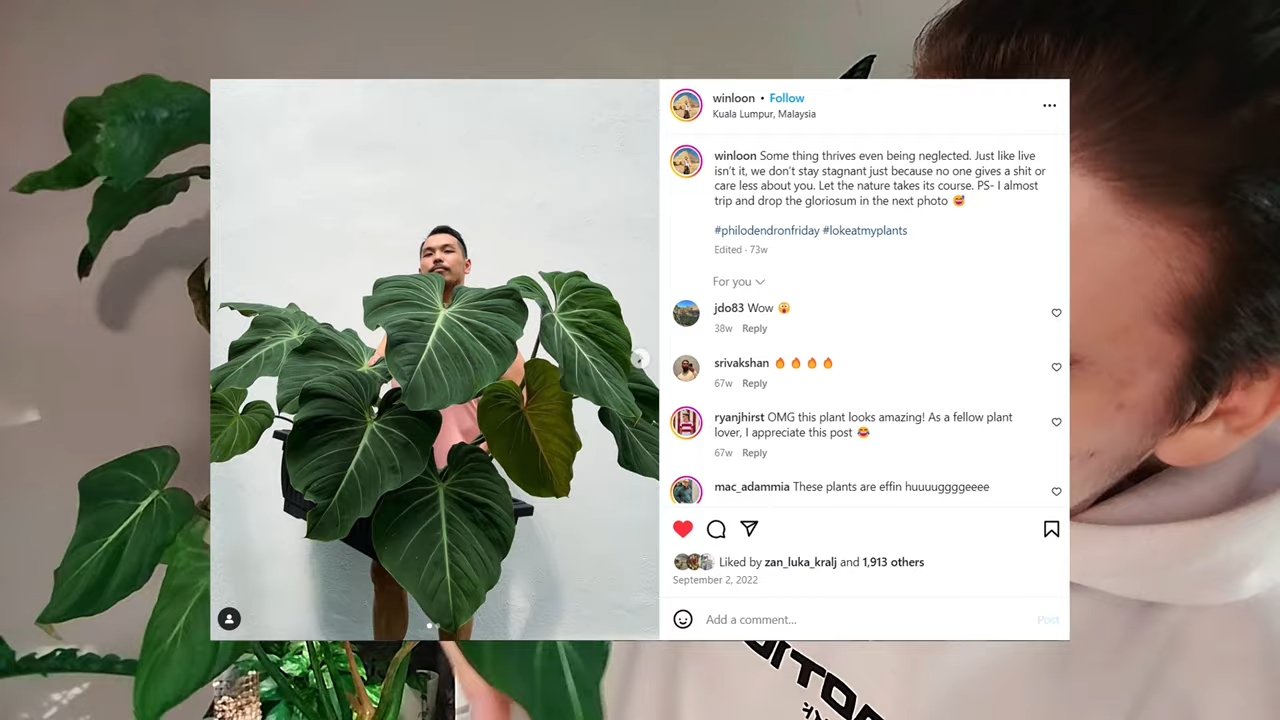 winloon • Follow
Kuala Lumpur, Malaysia
winloon Some thing thrives even being neglected. Just like live
isn't it, we don't stay stagnant just because no one gives a shit or
care less about you. Let the nature takes its course. PS- I almost
trip and drop the gloriosum in the next photo 😅
#philodendronfriday #lokeatmyplants
Edited · 73w
For you
jdo83 Wow 😲
38w Reply
srivakshan 🔥 🔥 🔥 🔥
67w Reply
ryanjhirst OMG this plant looks amazing! As a fellow plant
lover, I appreciate this post 😂
67w Reply
mac_adammia These plants are effin huuuuggggeeee
Liked by zan_luka_kralj and 1,913 others
September 2, 2022
Add a comment...
Post